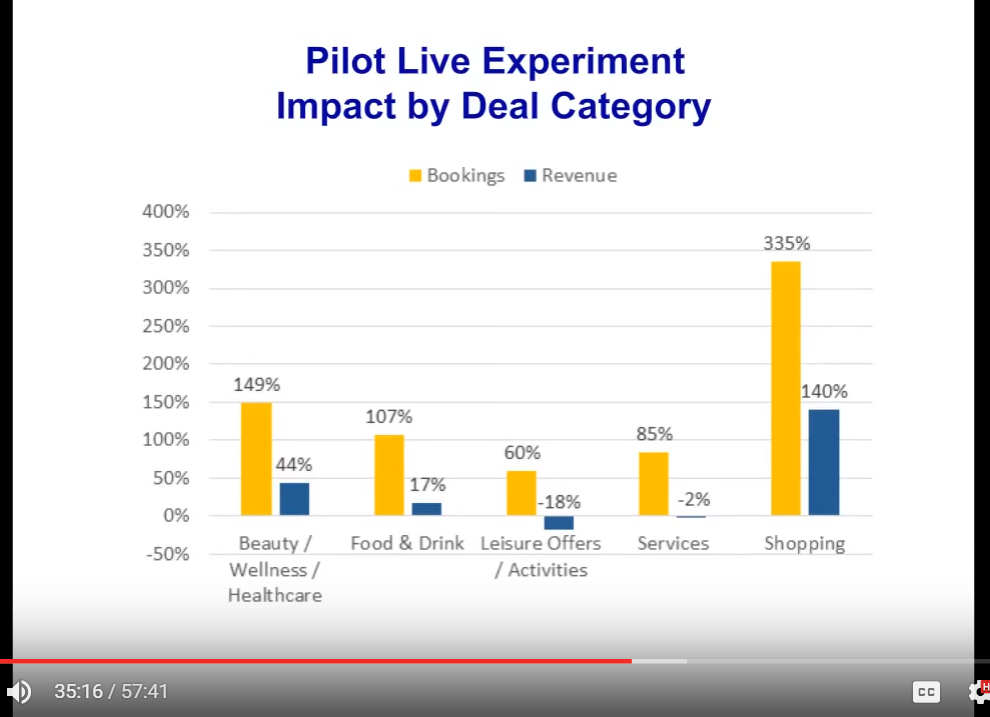 Pilot Live Experiment
Impact by Deal Category
Bookings Revenue
400%
350%
300%
250%
200%
150%
100%
50%
0%
-50%
149%
44%
107%
17%
60%
-18%
85%
-2%
335%
140%
Beauty /
Wellness /
Healthcare
Food & Drink
Leisure Offers
/ Activities
Services
Shopping
35:16 / 57:41
CC
H